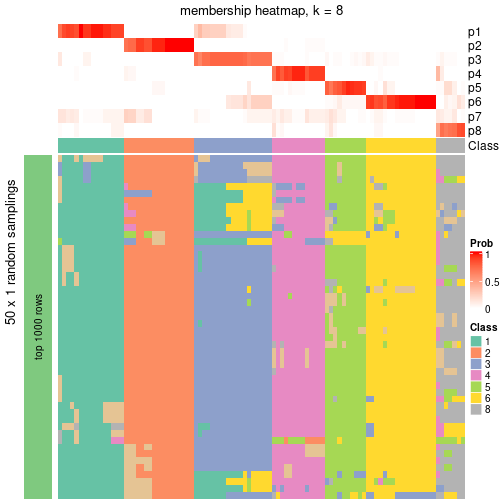 membership heatmap, k = 8
p1
p2
p3
p4
p5
p6
p7
p8
Class
50 x 1 random samplings
top 1000 rows
Prob
1
0.5
0
Class
1
2
3
4
5
6
8